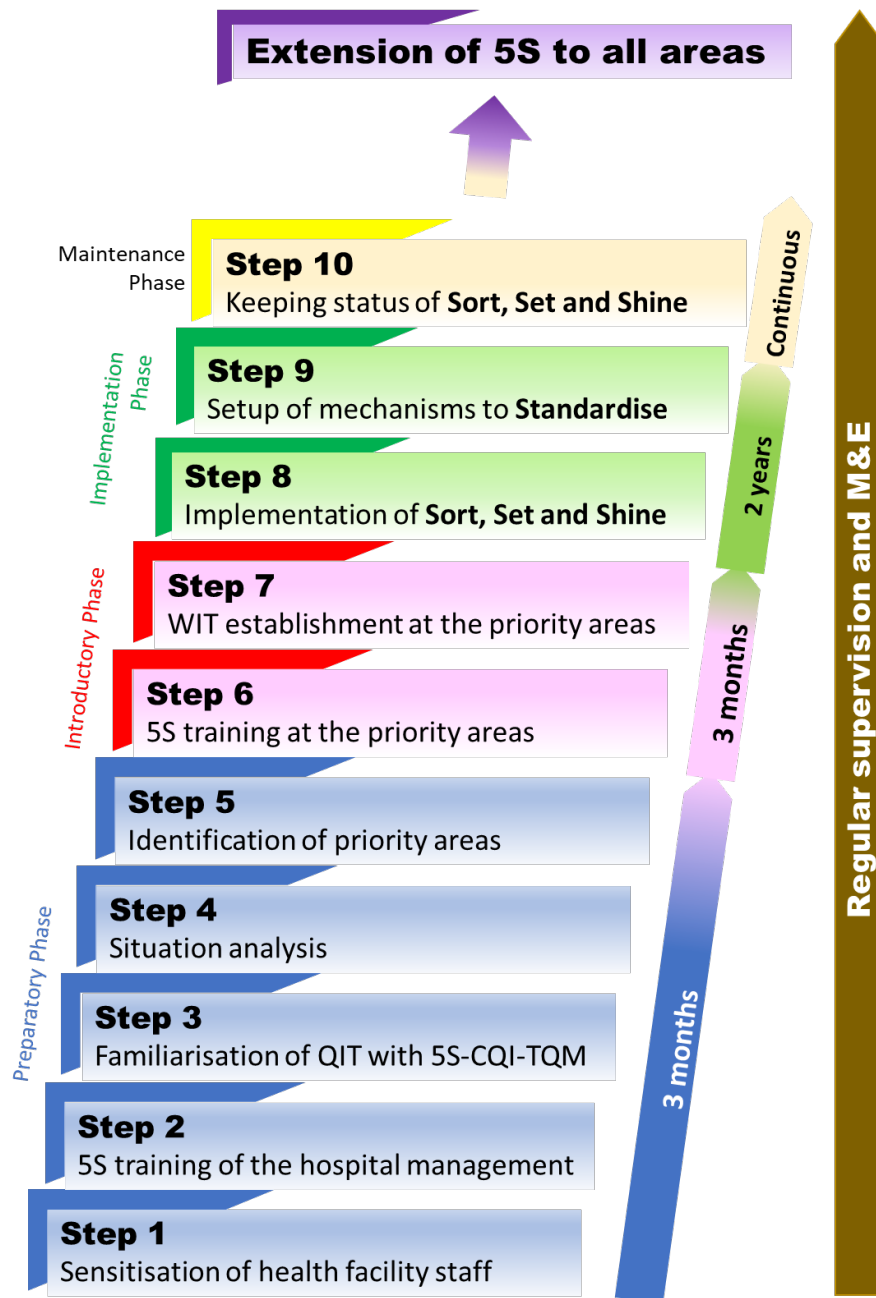 Extension of 5S to all areas
Maintenance
Phase
Step 10
Keeping status of Sort, Set and Shine
Continuous
Implementation
Phase
Step 9
Setup of mechanisms to Standardise
Step 8
Implementation of Sort, Set and Shine
2 years
Introductory Phase
Step 7
WIT establishment at the priority areas
Step 6
5S training at the priority areas
3 months
Preparatory Phase
Step 5
Identification of priority areas
Step 4
Situation analysis
Step 3
Familiarisation of QIT with 5S-CQI-TQM
Step 2
5S training of the hospital management
Step 1
Sensitisation of health facility staff
3 months
Regular supervision and M&E